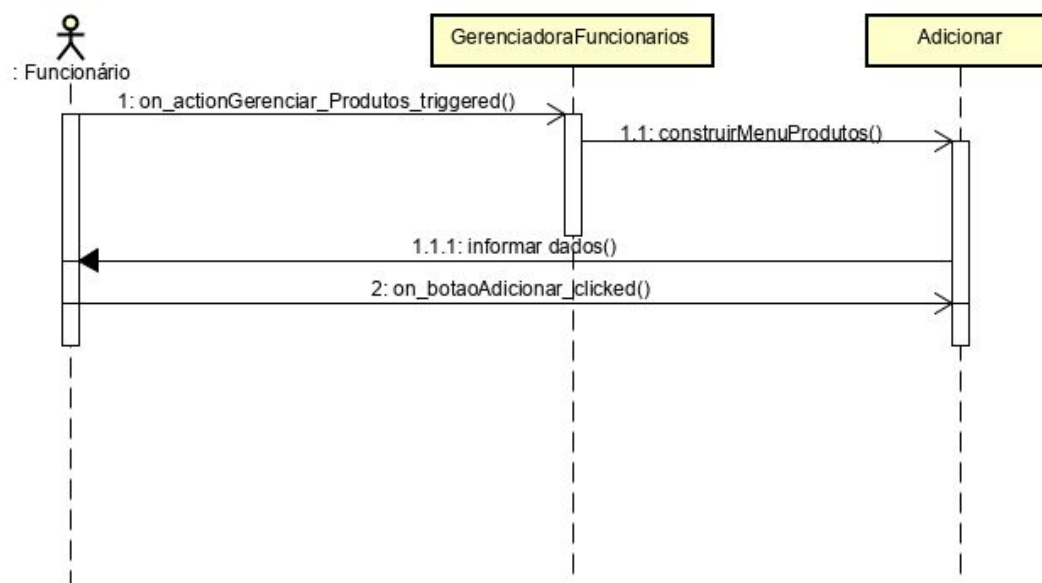 GerenciadoraFuncionarios
Adicionar
: Funcionário
1: on_actionGerenciar_Produtos_triggered()
1.1: construirMenuProdutos()
1.1.1: informar dados()
2: on_botaoAdicionar_clicked()